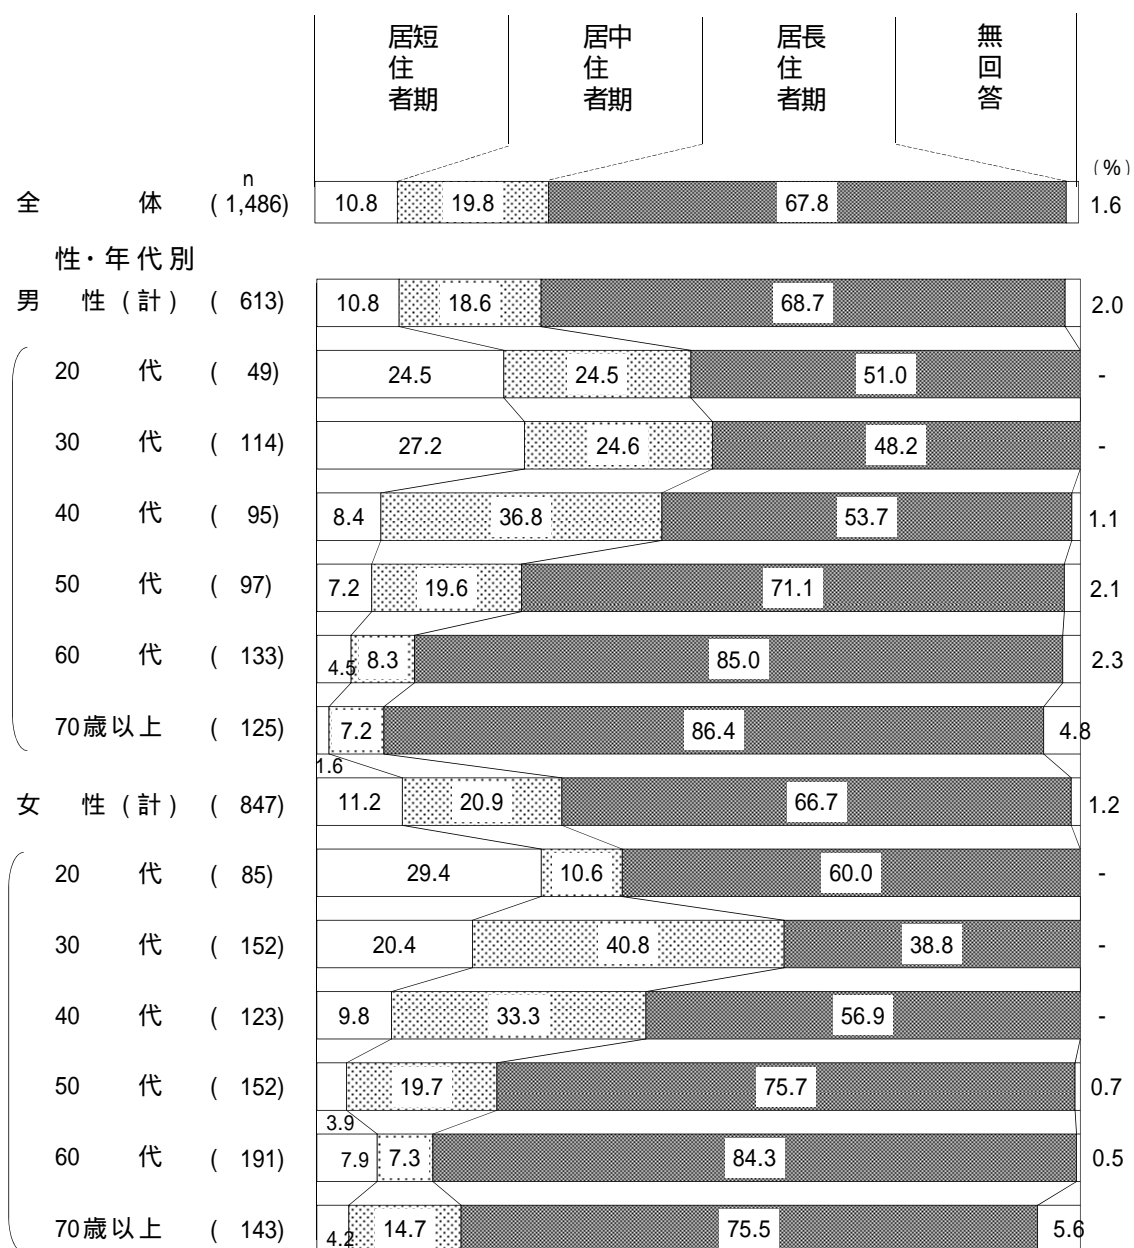 居短 居中 居長 無
住 住 住 回
者期 者期 者期 答
(%)
n
全 体 (1,486) 10.8 19.8 67.8 1.6
性・年代別
男 性(計) ( 613) 10.8 18.6 68.7 2.0
20 代 ( 49) 24.5 24.5 51.0 -
30 代 ( 114) 27.2 24.6 48.2 -
40 代 ( 95) 8.4 36.8 53.7 1.1
50 代 ( 97) 7.2 19.6 71.1 2.1
60 代 ( 133) 4.5 8.3 85.0 2.3
70歳以上 ( 125) 7.2 86.4 4.8
1.6
女 性(計) ( 847) 11.2 20.9 66.7 1.2
20 代 ( 85) 29.4 10.6 60.0 -
30 代 ( 152) 20.4 40.8 38.8 -
40 代 ( 123) 9.8 33.3 56.9 -
50 代 ( 152) 19.7 75.7 0.7
3.9
60 代 ( 191) 7.9 7.3 84.3 0.5
70歳以上 ( 143) 4.2 14.7 75.5 5.6